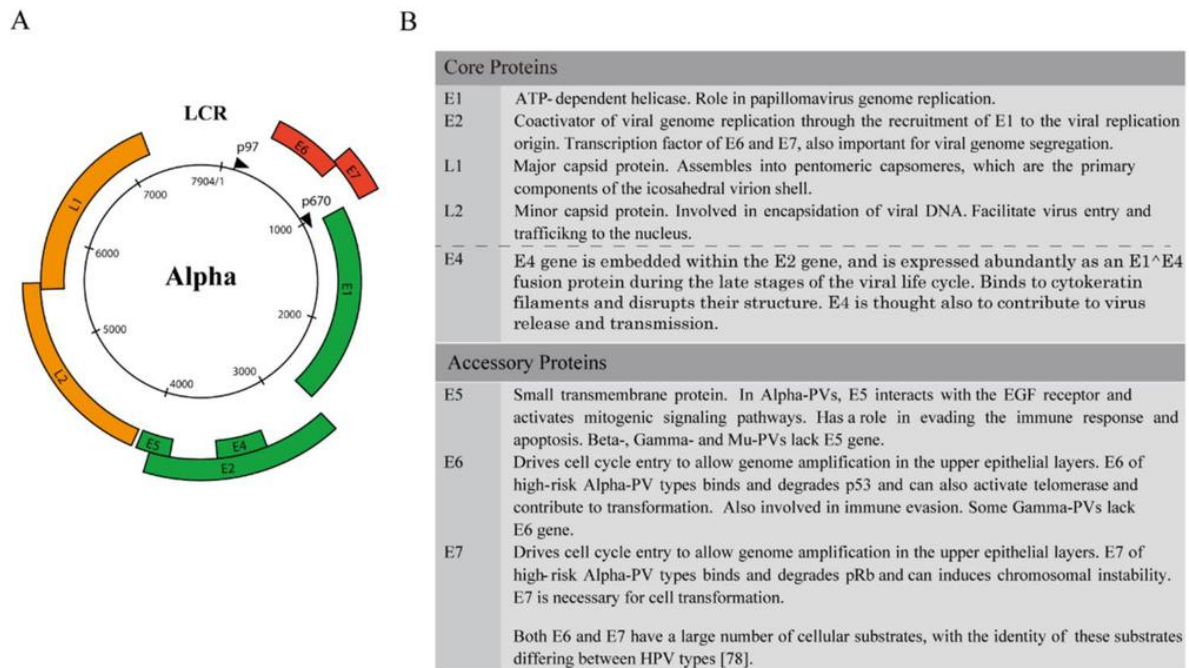 A
B
LCR
p97
E6
E7
7904/1
7000
p670
1000
L1
6000
Alpha
E1
2000
5000
3000
4000
L2
E5
E4
E2
Core Proteins
E1 ATP-dependent helicase. Role in papillomavirus genome replication.
E2 Coactivator of viral genome replication through the recruitment of E1 to the viral replication
origin. Transcription factor of E6 and E7, also important for viral genome segregation.
L1 Major capsid protein. Assembles into pentomeric capsomeres, which are the primary
components of the icosahedral virion shell.
L2 Minor capsid protein. Involved in encapsidation of viral DNA. Facilitate virus entry and
traffickng to the nucleus.
E4 E4 gene is embedded within the E2 gene, and is expressed abundantly as an E1^E4
fusion protein during the late stages of the viral life cycle. Binds to cytokeratin
filaments and disrupts their structure. E4 is thought also to contribute to virus
release and transmission.
Accessory Proteins
E5 Small transmembrane protein. In Alpha-PVs, E5 interacts with the EGF receptor and
activates mitogenic signaling pathways. Has a role in evading the immune response and
apoptosis. Beta-, Gamma- and Mu-PVs lack E5 gene.
E6 Drives cell cycle entry to allow genome amplification in the upper epithelial layers. E6 of
high-risk Alpha-PV types binds and degrades p53 and can also activate telomerase and
contribute to transformation. Also involved in immune evasion. Some Gamma-PVs lack
E6 gene.
E7 Drives cell cycle entry to allow genome amplification in the upper epithelial layers. E7 of
high-risk Alpha-PV types binds and degrades pRb and can induces chromosomal instability.
E7 is necessary for cell transformation.
Both E6 and E7 have a large number of cellular substrates, with the identity of these substrates
differing between HPV types [78].